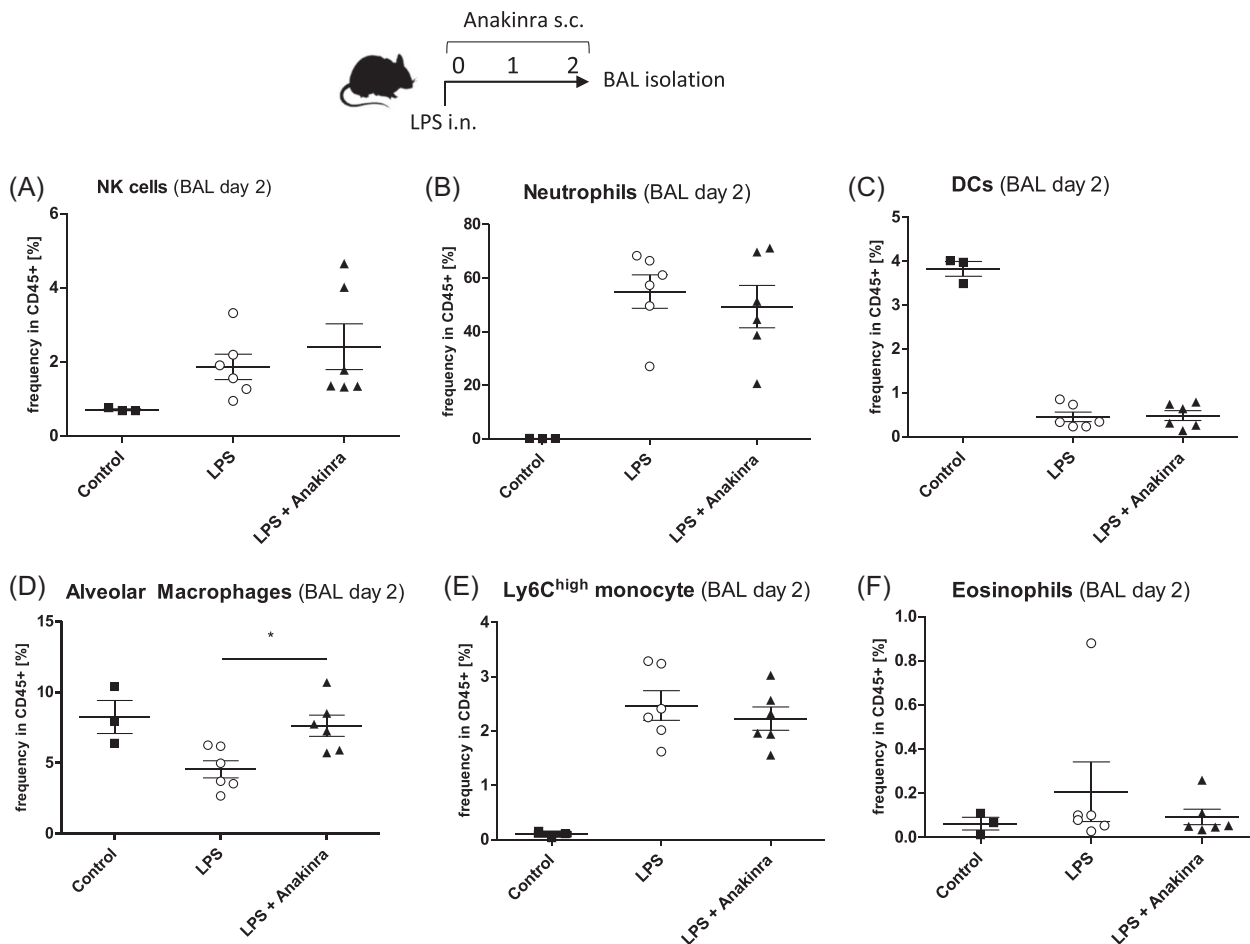 Anakinra s.c.
0 1 2
BAL isolation
LPS i.n.
(A) NK cells (BAL day 2)
frequency in CD45+ [%]
6
4
2
0
Control
LPS
LPS + Anakinra
(B) Neutrophils (BAL day 2)
frequency in CD45+ [%]
80
60
40
20
0
Control
LPS
LPS + Anakinra
(C) DCs (BAL day 2)
frequency in CD45+ [%]
5
4
3
2
1
0
Control
LPS
LPS + Anakinra
(D) Alveolar Macrophages (BAL day 2)
frequency in CD45+ [%]
15
10
5
0
*
Control
LPS
LPS + Anakinra
(E) Ly6Chigh monocyte (BAL day 2)
frequency in CD45+ [%]
4
3
2
1
0
Control
LPS
LPS + Anakinra
(F) Eosinophils (BAL day 2)
frequency in CD45+ [%]
1.0
0.8
0.6
0.4
0.2
0.0
Control
LPS
LPS + Anakinra